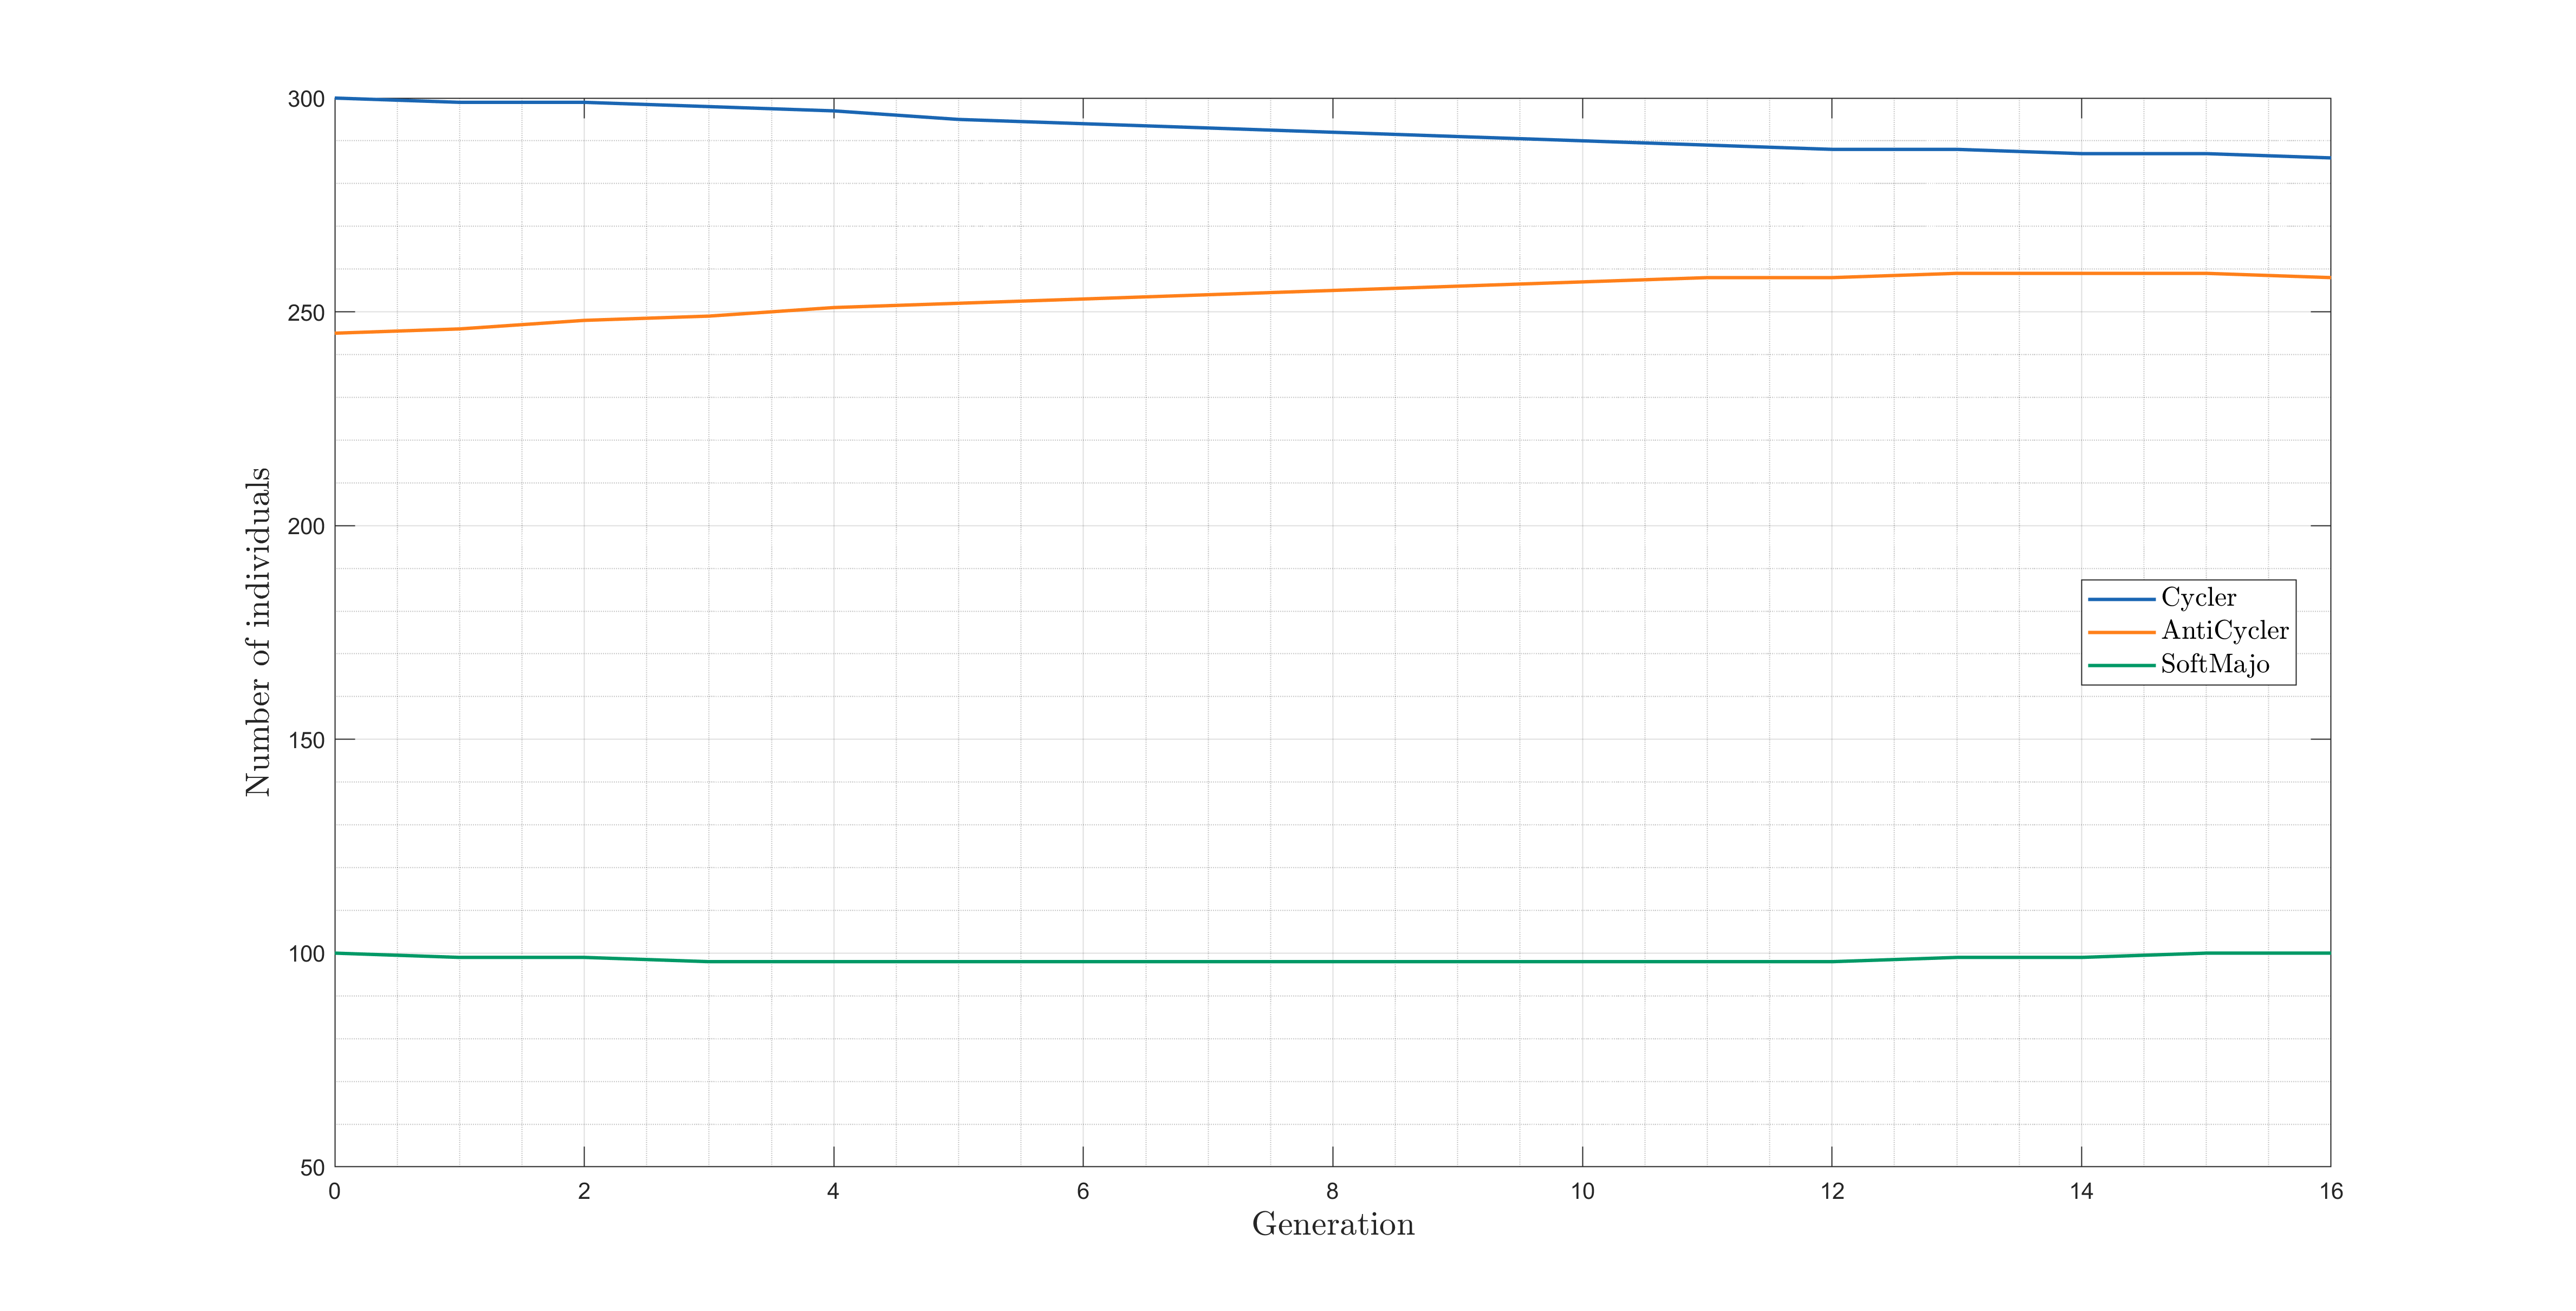 300
250
200
150
100
50
Number of individuals
Cycler
AntiCycler
SoftMajo
0 2 4 6 8 10 12 14 16
Generation